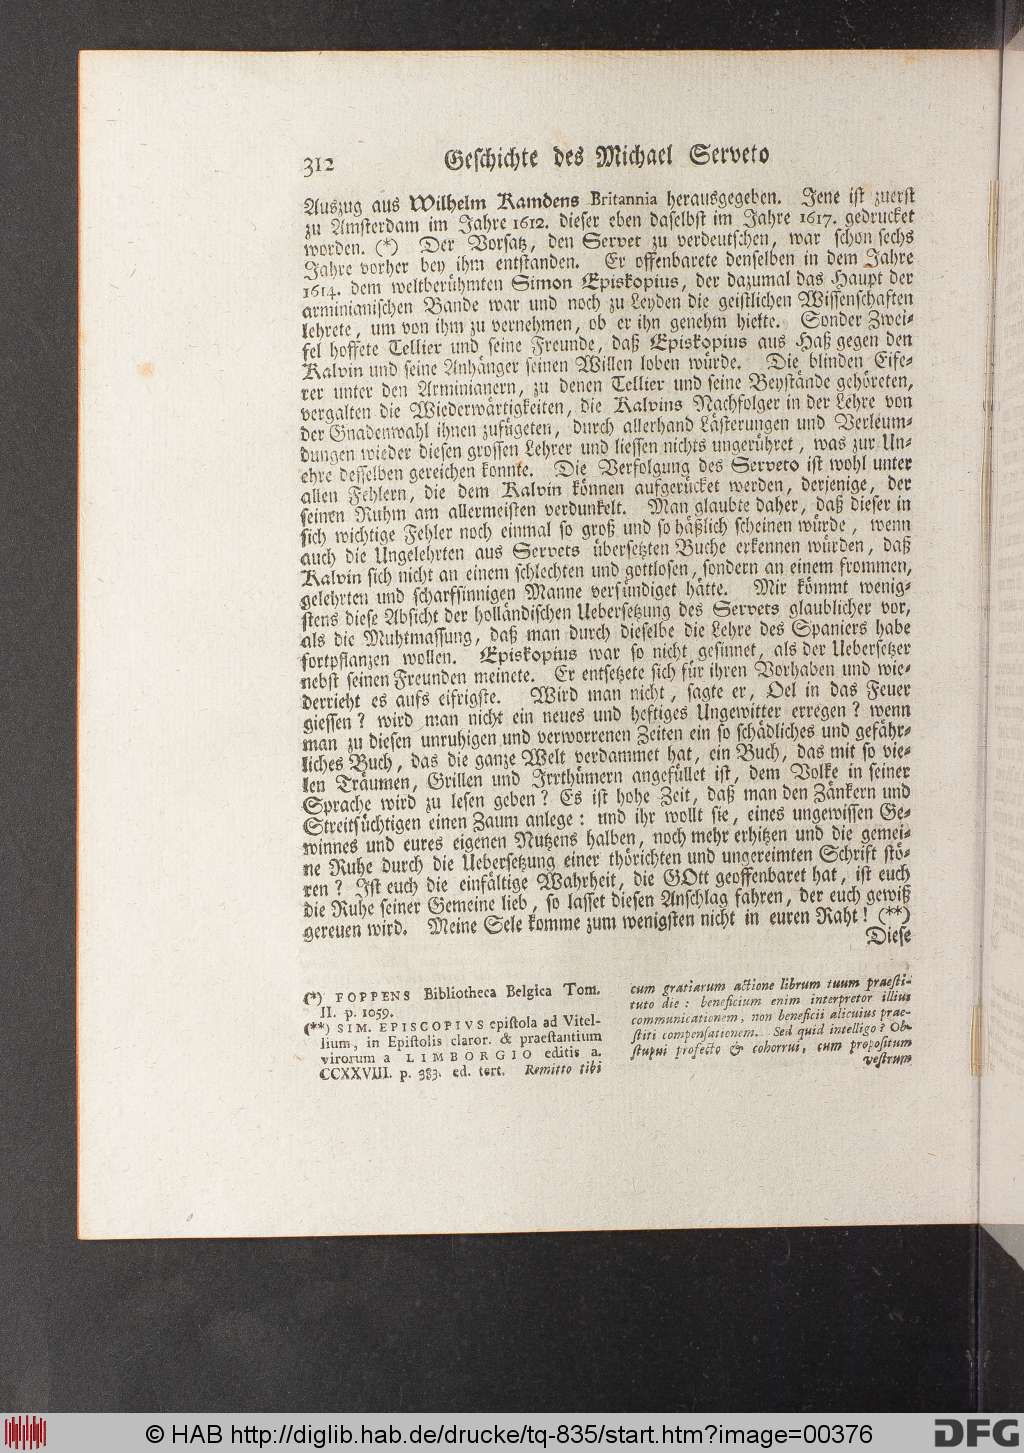 312 Geschichte des Michael Serveto
Auszug aus Wilhelm Kamdens Britannia herausgegeben. Jene ist zuerst
zu Amsterdam im Jahre 1612. dieser eben daselbst im Jahre 1617. gedrucket
worden. (*) Der Vorsatz, den Servet zu verdeutschen, war schon sechs
Jahre vorher bey ihm entstanden. Er offenbarete denselben in dem Jahre
1614. dem weltberühmten Simon Episkopius, der dazumal das Haupt der
arminianischen Bande war und noch zu Leyden die geistlichen Wissenschaften
lehrete, um von ihm zu vernehmen, ob er ihn genehm hielte. Sonder Zwei-
fel hoffete Tellier und seine Freunde, daß Episkopius aus Haß gegen den
Kalvin und seine Anhänger seinen Willen loben würde. Die blinden Eife-
rer unter den Arminianern, zu denen Tellier und seine Beystände gehöreten,
vergalten die Wiederwärtigkeiten, die Kalvins Nachfolger in der Lehre von
der Gnadenwahl ihnen zufügeten, durch allerhand Lästerungen und Verleum-
dungen wieder diesen grossen Lehrer und liessen nichts ungerühret, was zur Un-
ehre desselben gereichen konnte. Die Verfolgung des Serveto ist wohl unter
allen Fehlern, die dem Kalvin können aufgerücket werden, derjenige, der
seinen Ruhm am allermeisten verdunkelt. Man glaubte daher, daß dieser in
sich wichtige Fehler noch einmal so groß und so häßlich scheinen würde, wenn
auch die Ungelehrten aus Servets übersetzten Buche erkennen würden, daß
Kalvin sich nicht an einem schlechten und gottlosen, sondern an einem frommen,
gelehrten und scharfsinnigen Manne versündiget hätte. Mir kömmt wenig-
stens diese Absicht der holländischen Uebersetzung des Servets glaublicher vor,
als die Muhtmassung, daß man durch dieselbe die Lehre des Spaniers habe
fortpflanzen wollen. Episkopius war so nicht gesinnet, als der Uebersetzer
nebst seinen Freunden meinete. Er entsetzete sich für ihren Vorhaben und wie-
derrieht es aufs eifrigste. Wird man nicht, sagte er, Oel in das Feuer
giessen? wird man nicht ein neues und heftiges Ungewitter erregen? wenn
man zu diesen unruhigen und verworrenen Zeiten ein so schädliches und gefähr-
liches Buch, das die ganze Welt verdammet hat, ein Buch, das mit so vie-
len Träumen, Grillen und Irrthümern angefüllet ist, dem Volke in seiner
Sprache wird zu lesen geben? Es ist hohe Zeit, daß man den Zänkern und
Streitsüchtigen einen Zaum anlege: und ihr wollt sie, eines ungewissen Ge-
winnes und eures eigenen Nutzens halben, noch mehr erhitzen und die gemei-
ne Ruhe durch die Uebersetzung einer thörichten und ungereimten Schrift stö-
ren? Ist euch die einfältige Wahrheit, die GOtt geoffenbaret hat, ist euch
die Ruhe seiner Gemeine lieb, so lasset diesen Anschlag fahren, der euch gewiß
gereuen wird. Meine Sele komme zum wenigsten nicht in euren Raht! (**)
Diese
(*) FOPPENS Bibliotheca Belgica Tom.
II. p. 1059.
(**) SIM. EPISCOPIVS epistola ad Vitel-
lium, in Epistolis claror. & praestantium
virorum a LIMBORGIO editis a.
CCXXVIII. p. 383. ed. tert. Remitto tibi
cum gratiarum actione librum tuum praesti-
tuto die: beneficium enim interpretor illius
communicationem, non beneficii alicuius prae-
stiti compensationem. Sed quid intelligo? Ob-
stupui profecto & cohorrui, cum propositum
vestrum
© HAB http://diglib.hab.de/drucke/tq-835/start.htm?image=00376
DFG